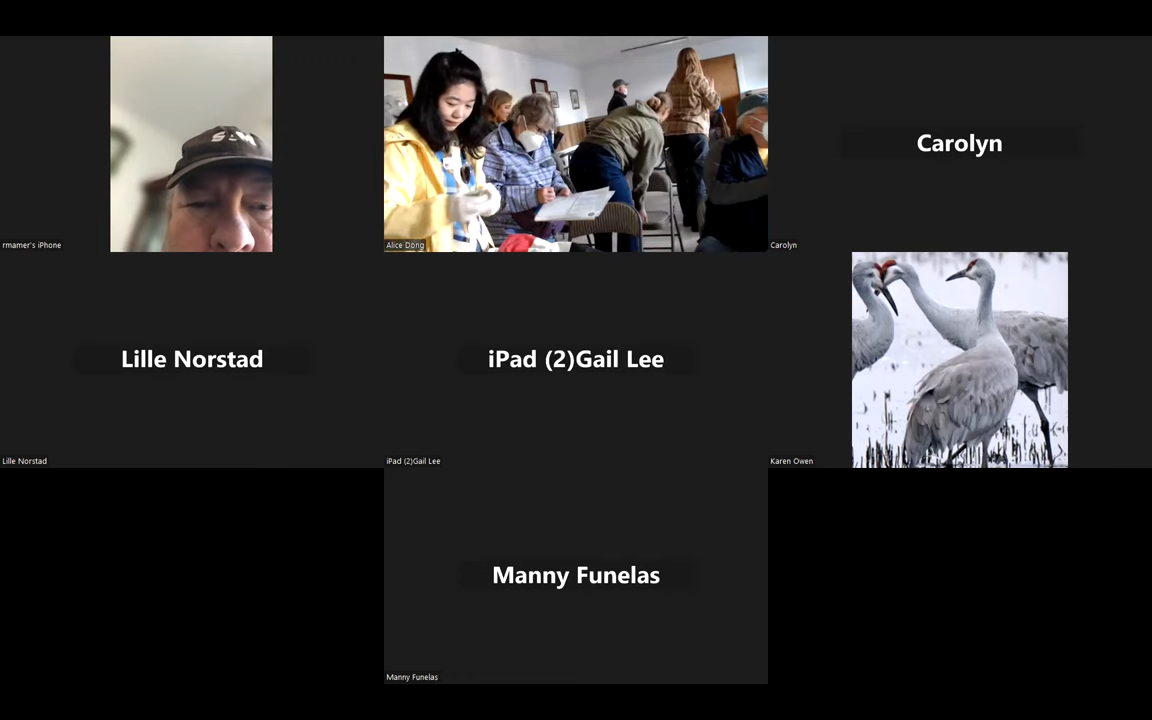 S&W
rmamer's iPhone
Alice Dong
Carolyn
Carolyn
Lille Norstad
Lille Norstad
iPad (2)Gail Lee
iPad (2)Gail Lee
Karen Owen
Manny Funelas
Manny Funelas